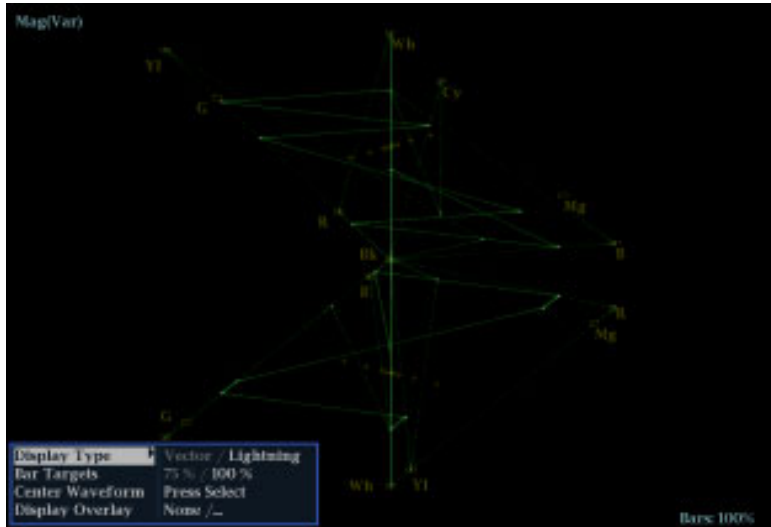 Mag(Var)
Wh
Yl
Cy
G
Mg
R
B
Bk
B
R
Mg
G
Wh
Yl
Display Type Vector / Lightning
Bar Targets 75 % / 100 %
Center Waveform Press Select
Display Overlay None /...
Bars: 100%